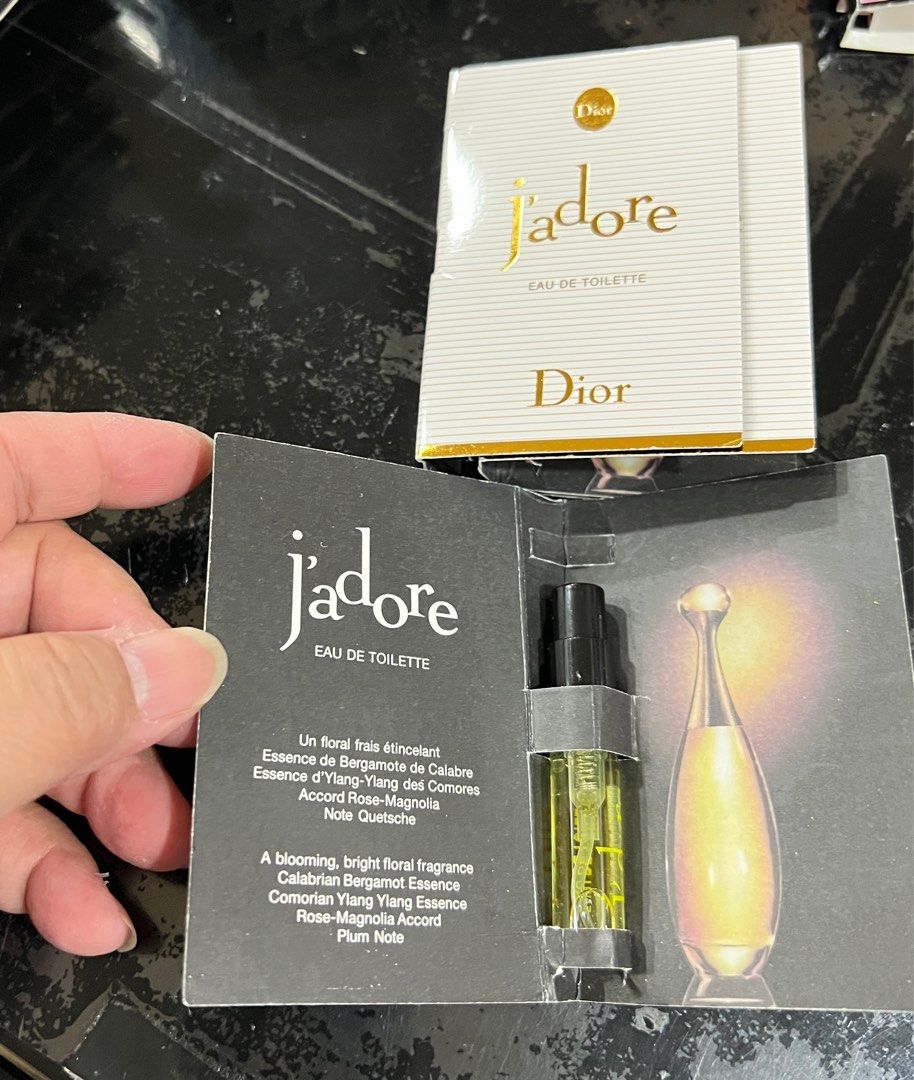 Dior
j'adore
EAU DE TOILETTE
Dior
j'adore
EAU DE TOILETTE
Un floral frais étincelant
Essence de Bergamote de Calabre
Essence d'Ylang-Ylang des Comores
Accord Rose-Magnolia
Note Quetsche
A blooming, bright floral fragrance
Calabrian Bergamot Essence
Comorian Ylang Ylang Essence
Rose-Magnolia Accord
Plum Note